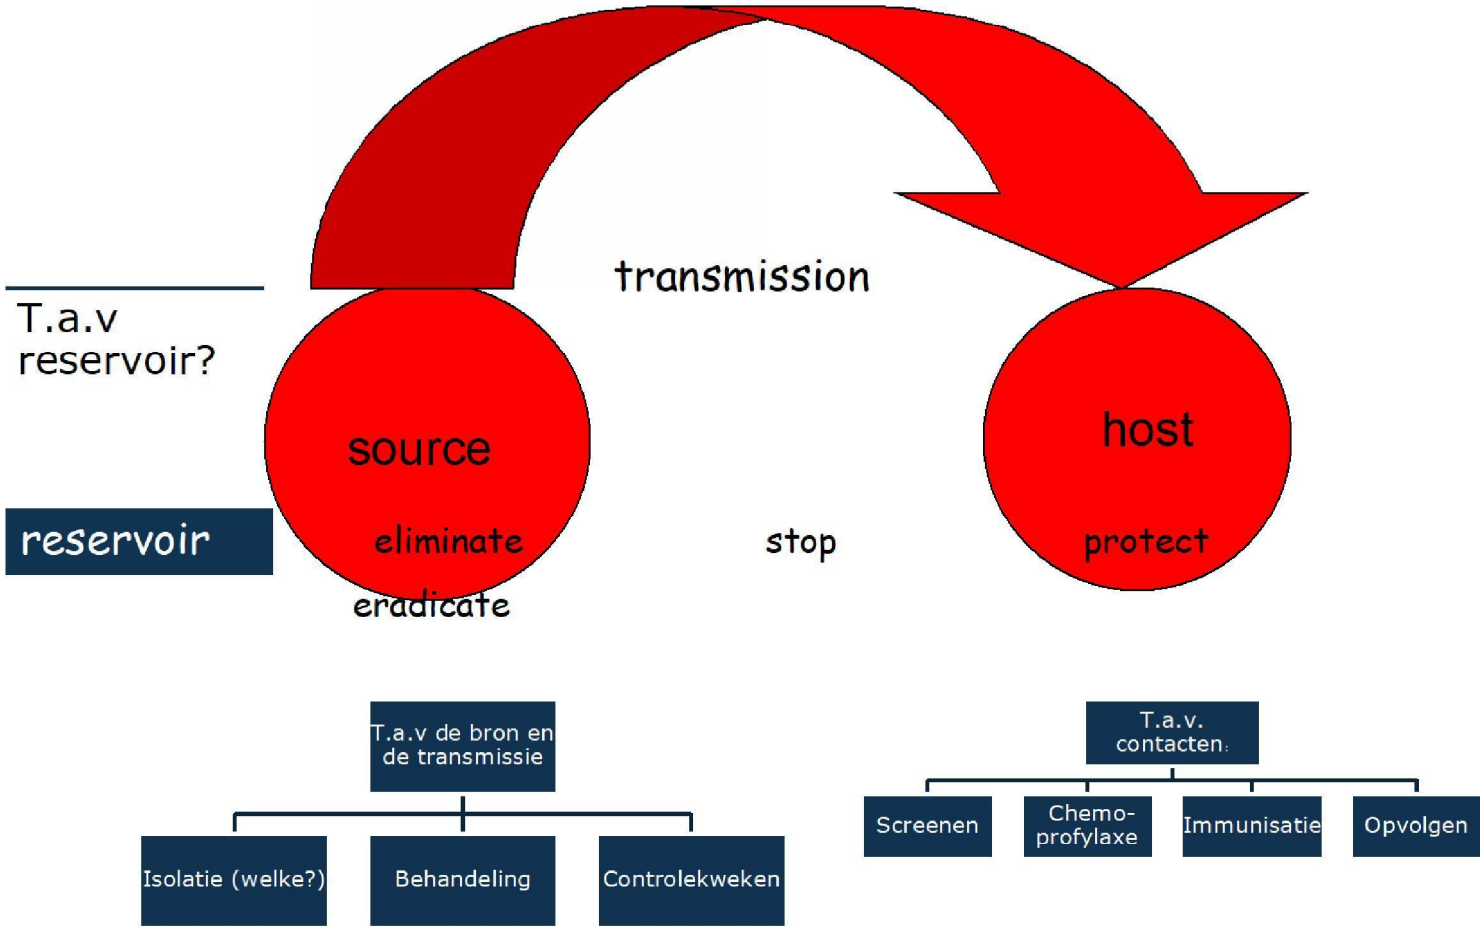 transmission
T.a.v
reservoir?
source
host
reservoir
eliminate
stop
protect
eradicate
T.a.v de bron en
de transmissie
Isolatie (welke?)
Behandeling
Controlekweken
T.a.v.
contacten:
Screenen
Chemo-
profylaxe
Immunisatie
Opvolgen